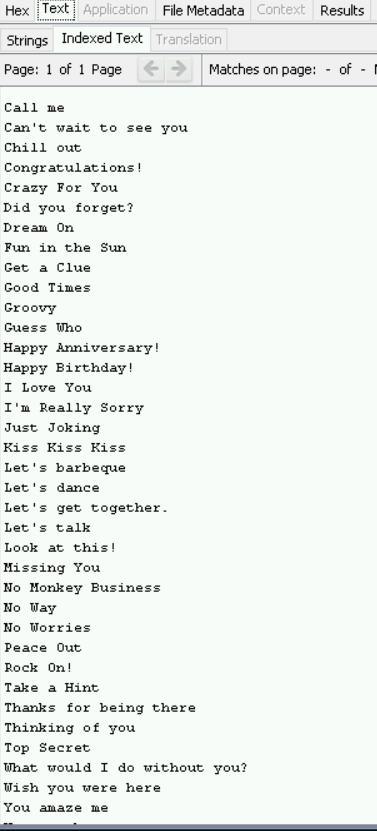 Hex Text Application File Metadata Context Results
Strings Indexed Text Translation
Page: 1 of 1 Page Matches on page: - of -
Call me
Can't wait to see you
Chill out
Congratulations!
Crazy For You
Did you forget?
Dream On
Fun in the Sun
Get a Clue
Good Times
Groovy
Guess Who
Happy Anniversary!
Happy Birthday!
I Love You
I'm Really Sorry
Just Joking
Kiss Kiss Kiss
Let's barbeque
Let's dance
Let's get together.
Let's talk
Look at this!
Missing You
No Monkey Business
No Way
No Worries
Peace Out
Rock On!
Take a Hint
Thanks for being there
Thinking of you
Top Secret
What would I do without you?
Wish you were here
You amaze me